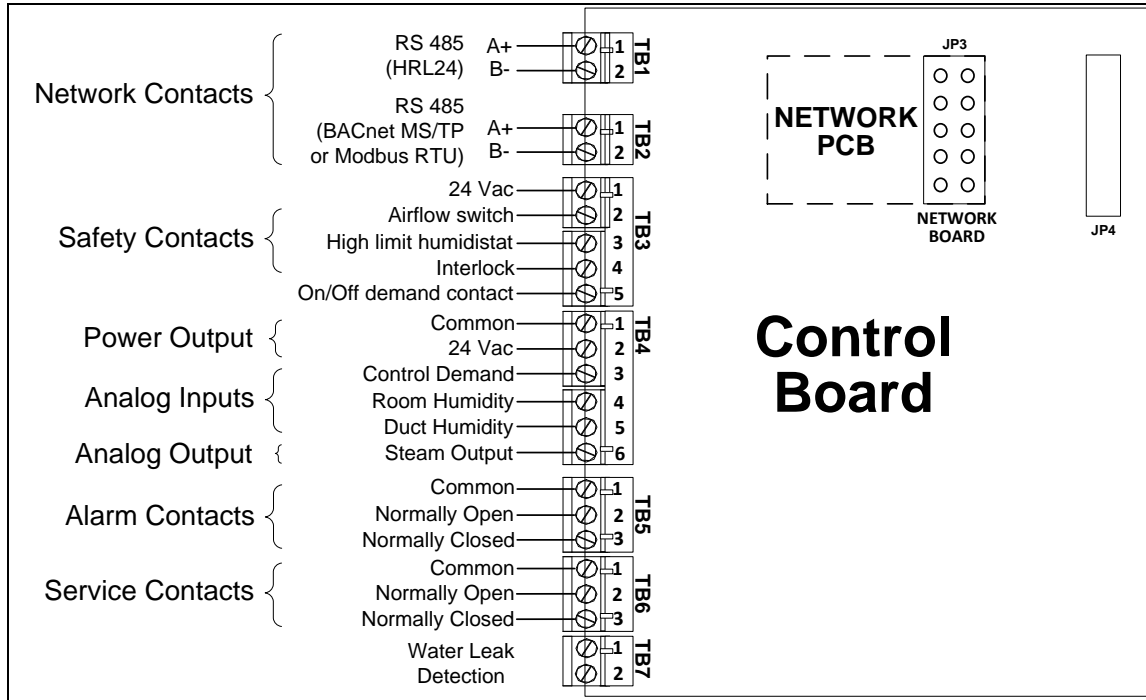 Network Contacts
RS 485
(HRL24)
A+
B-
1
2
TB1
RS 485
(BACnet MS/TP
or Modbus RTU)
A+
B-
1
2
TB2
Safety Contacts
24 Vac
Airflow switch
High limit humidistat
Interlock
On/Off demand contact
1
2
3
4
5
TB3
Power Output
Analog Inputs
Analog Output
Common
24 Vac
Control Demand
Room Humidity
Duct Humidity
Steam Output
1
2
3
4
5
6
TB4
Alarm Contacts
Common
Normally Open
Normally Closed
1
2
3
TB5
Service Contacts
Common
Normally Open
Normally Closed
1
2
3
TB6
Water Leak
Detection
1
2
TB7
JP3
NETWORK
PCB
NETWORK
BOARD
JP4
Control
Board